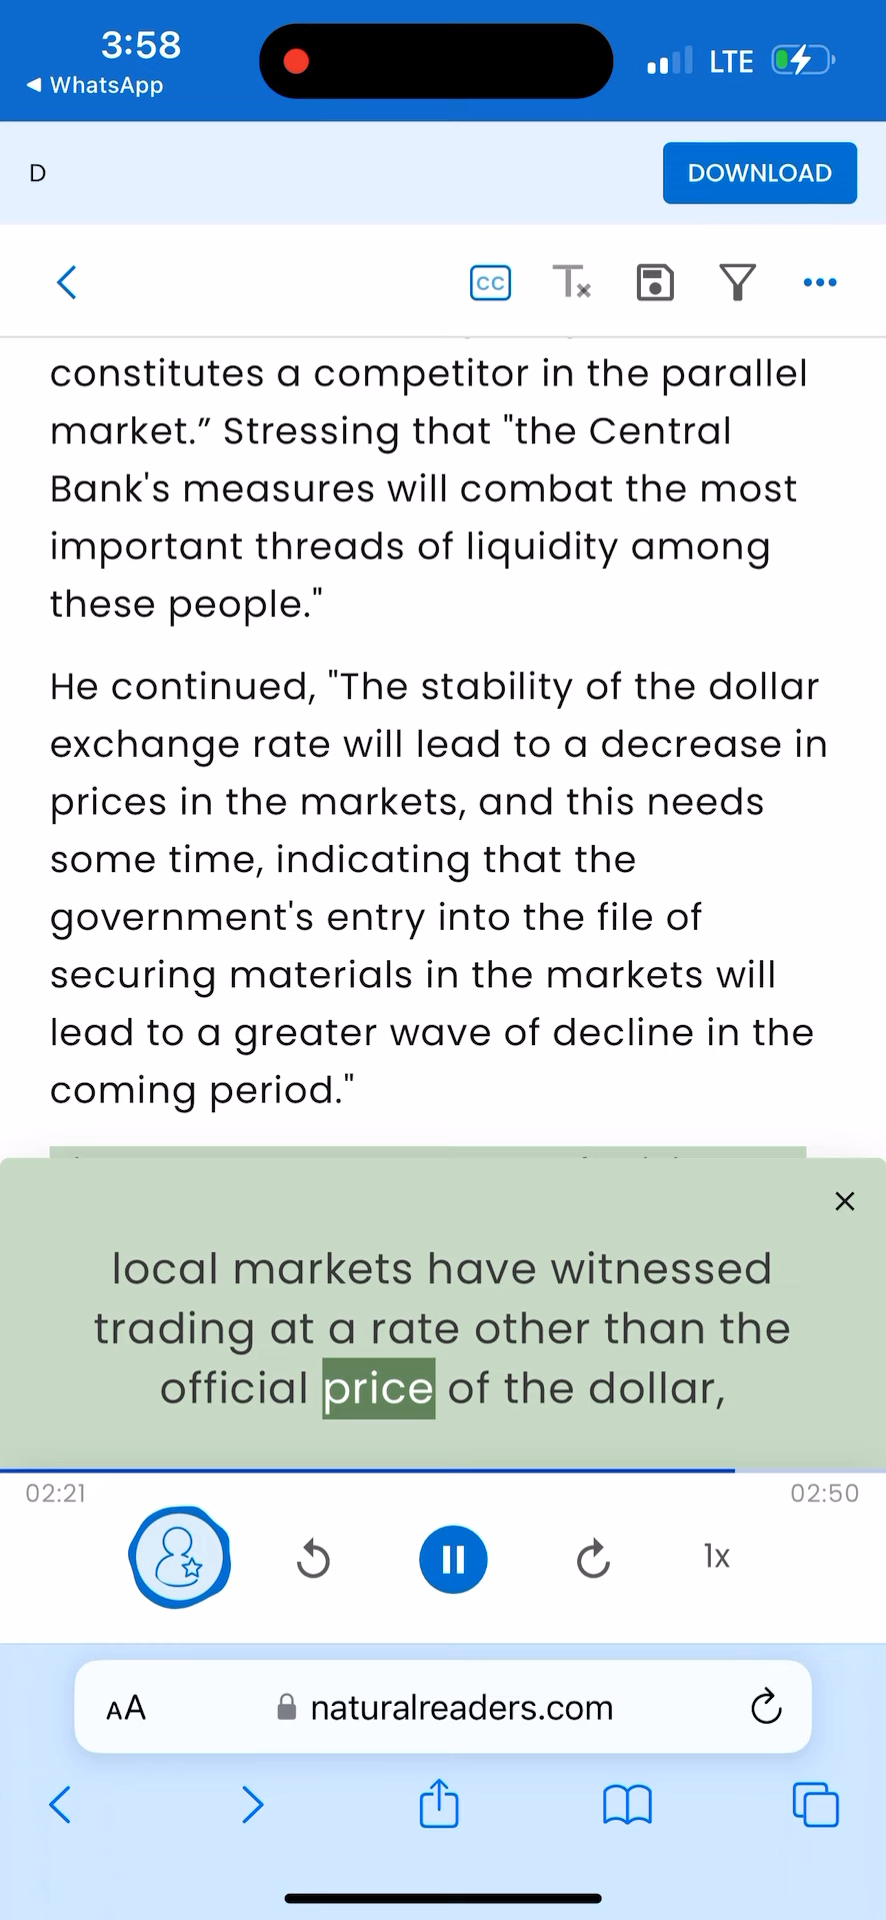 3:58
LTE
◀ WhatsApp
D
DOWNLOAD
CC
Tx
constitutes a competitor in the parallel
market.” Stressing that "the Central
Bank's measures will combat the most
important threads of liquidity among
these people."
He continued, "The stability of the dollar
exchange rate will lead to a decrease in
prices in the markets, and this needs
some time, indicating that the
government's entry into the file of
securing materials in the markets will
lead to a greater wave of decline in the
coming period."
local markets have witnessed
trading at a rate other than the
official price of the dollar,
02:21
02:50
1x
AA
naturalreaders.com